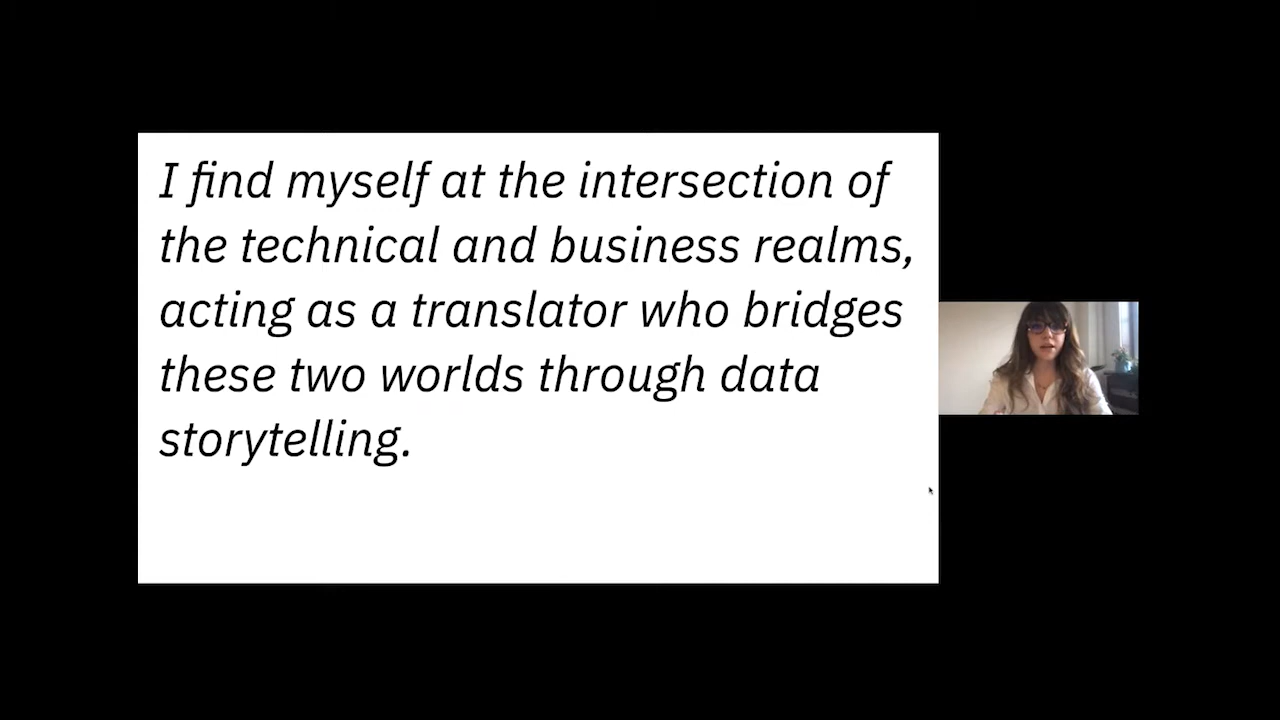 I find myself at the intersection of
the technical and business realms,
acting as a translator who bridges
these two worlds through data
storytelling.